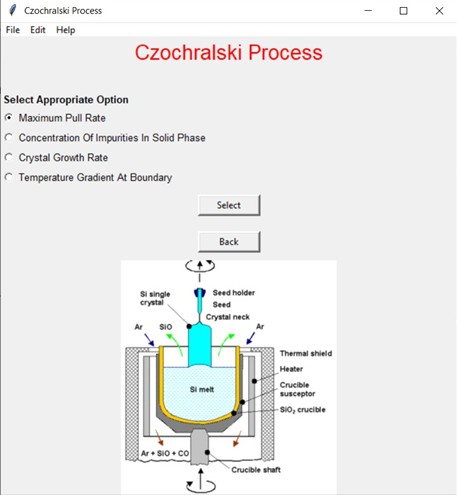 Czochralski Process
File Edit Help
Czochralski Process
Select Appropriate Option
Maximum Pull Rate
Concentration Of Impurities In Solid Phase
Crystal Growth Rate
Temperature Gradient At Boundary
Select
Back
Seed holder
Si single
crystal
Seed
Crystal neck
Ar SiO Ar
Thermal shield
Heater
Si melt
Crucible
susceptor
SiO₂ crucible
Ar + SiO + CO
Crucible shaft